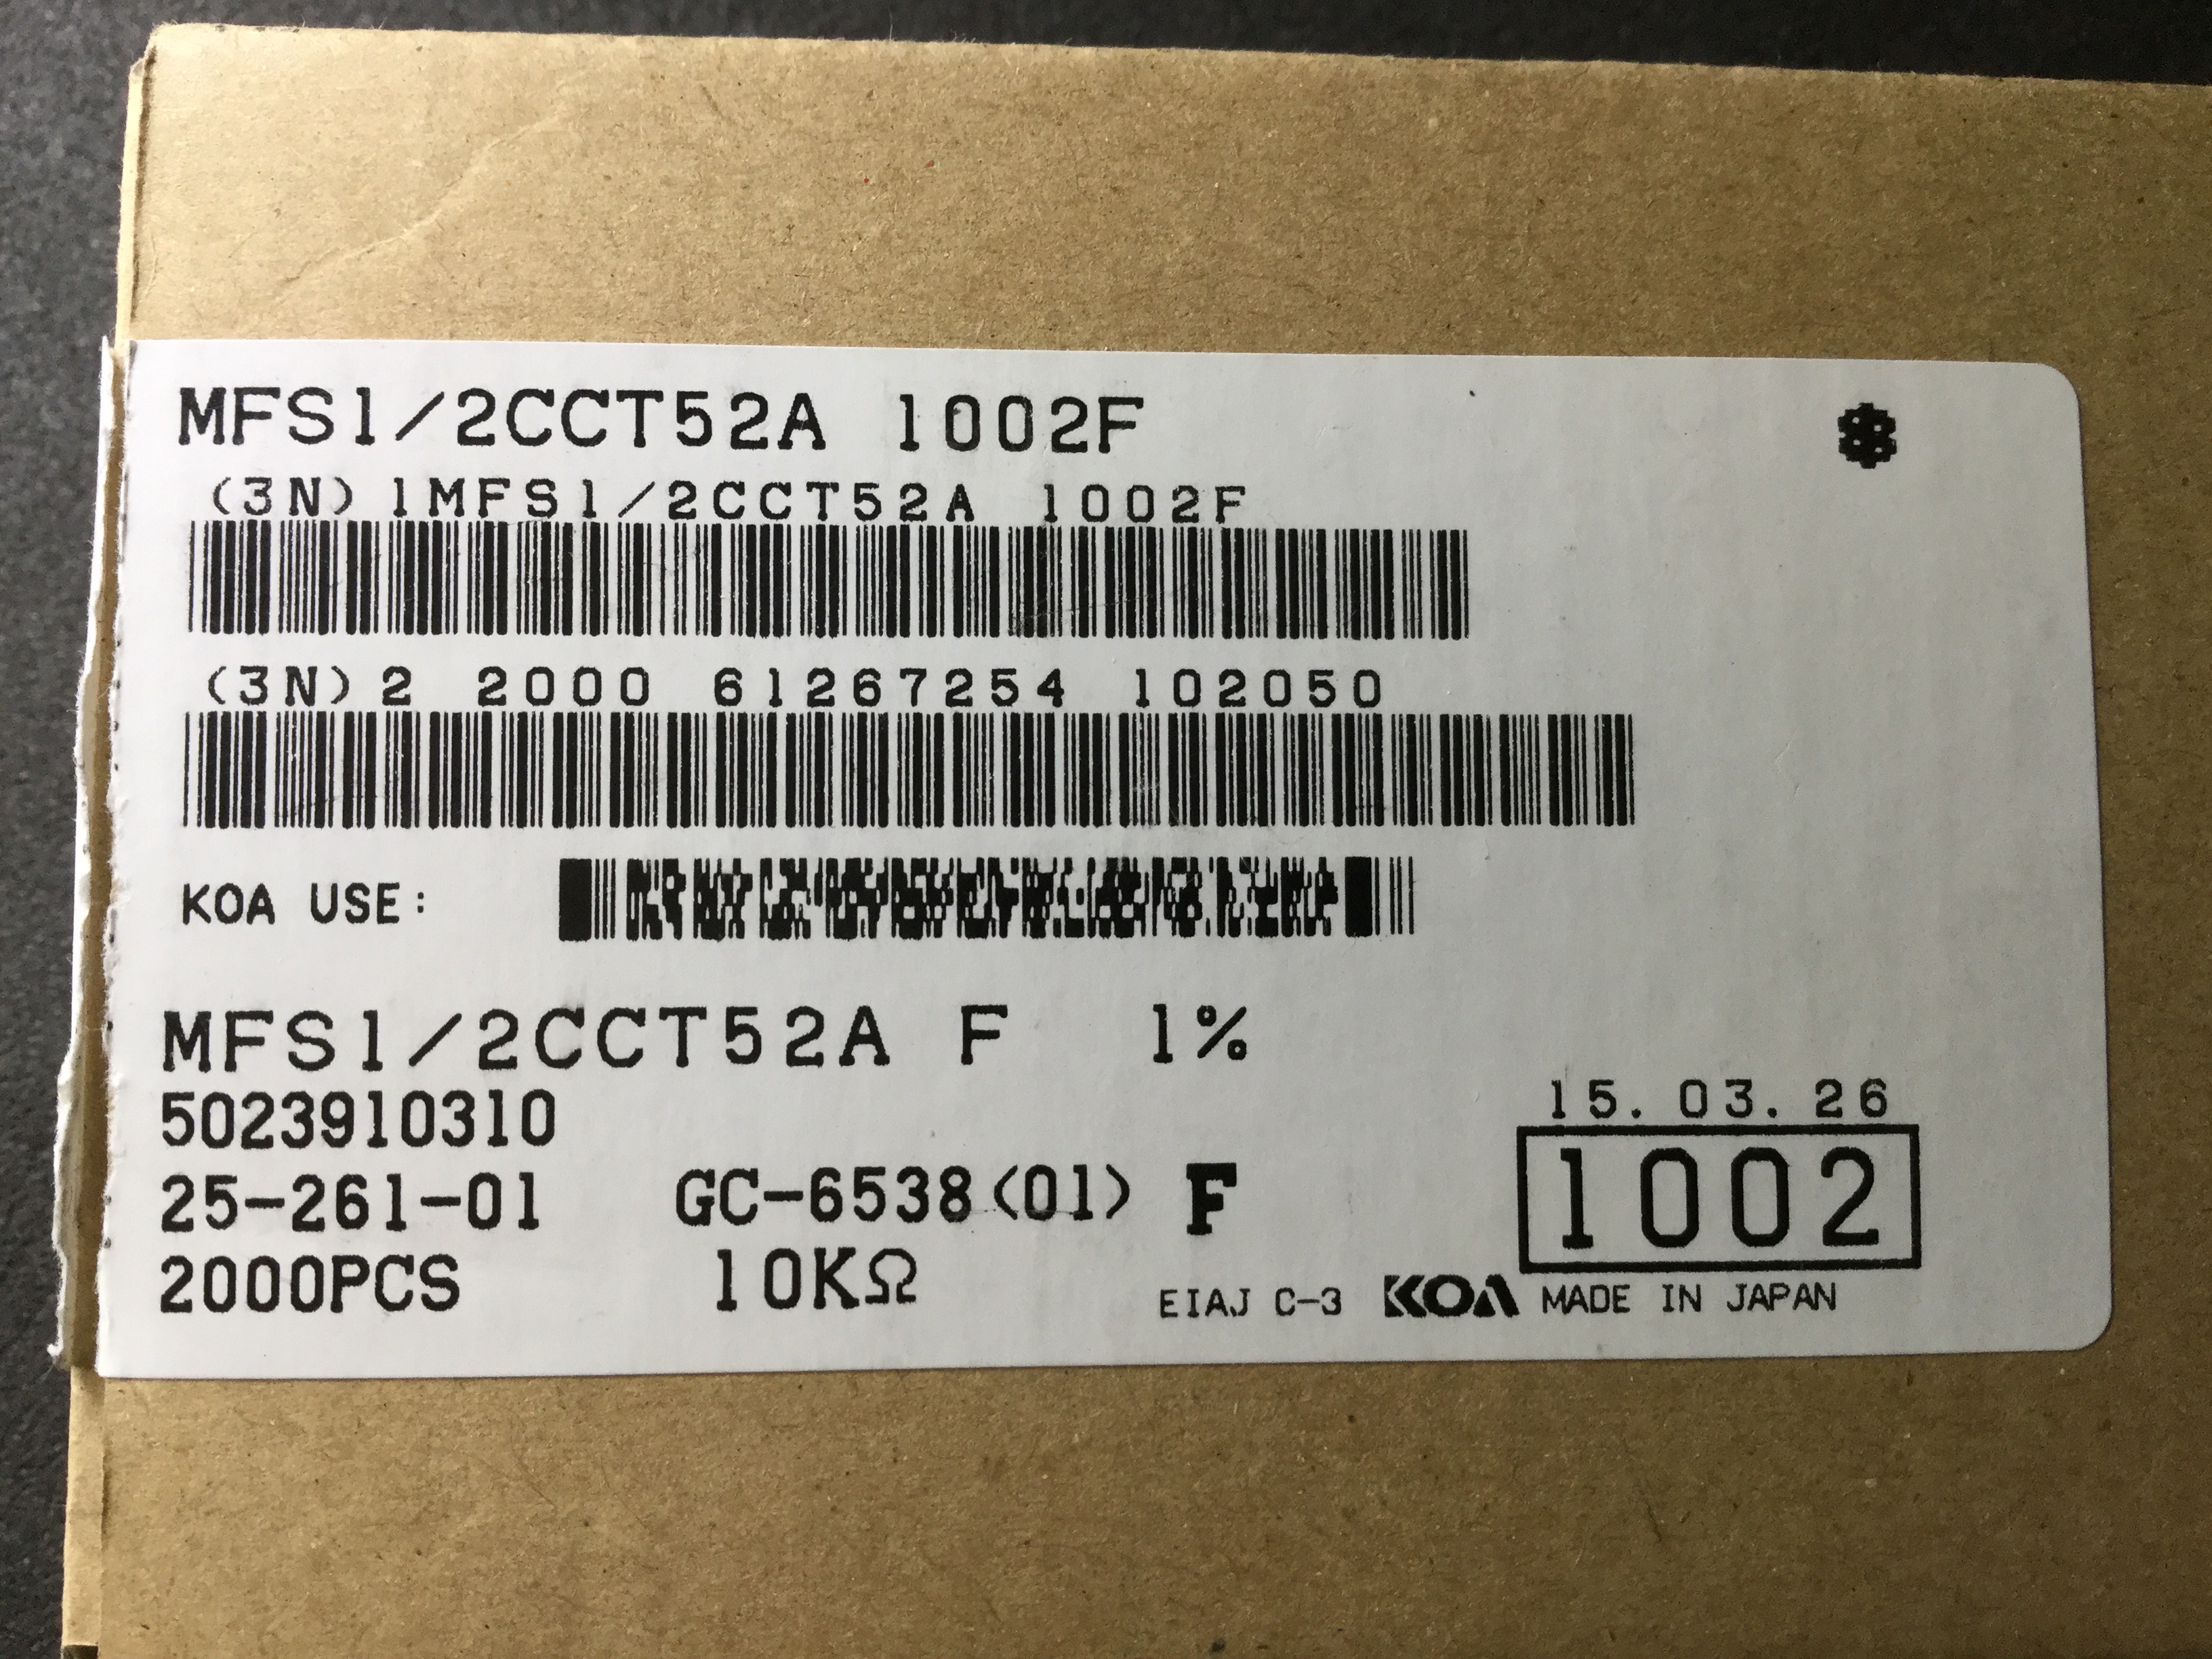 MFS1/2CCT52A 1002F
(3N)1MFS1/2CCT52A 1002F
(3N)2 2000 61267254 102050
KOA USE:
MFS1/2CCT52A F 1%
5023910310
15.03.26
25-261-01 GC-6538(01) F 1002
2000PCS 10KΩ
EIAJ C-3 KOA MADE IN JAPAN